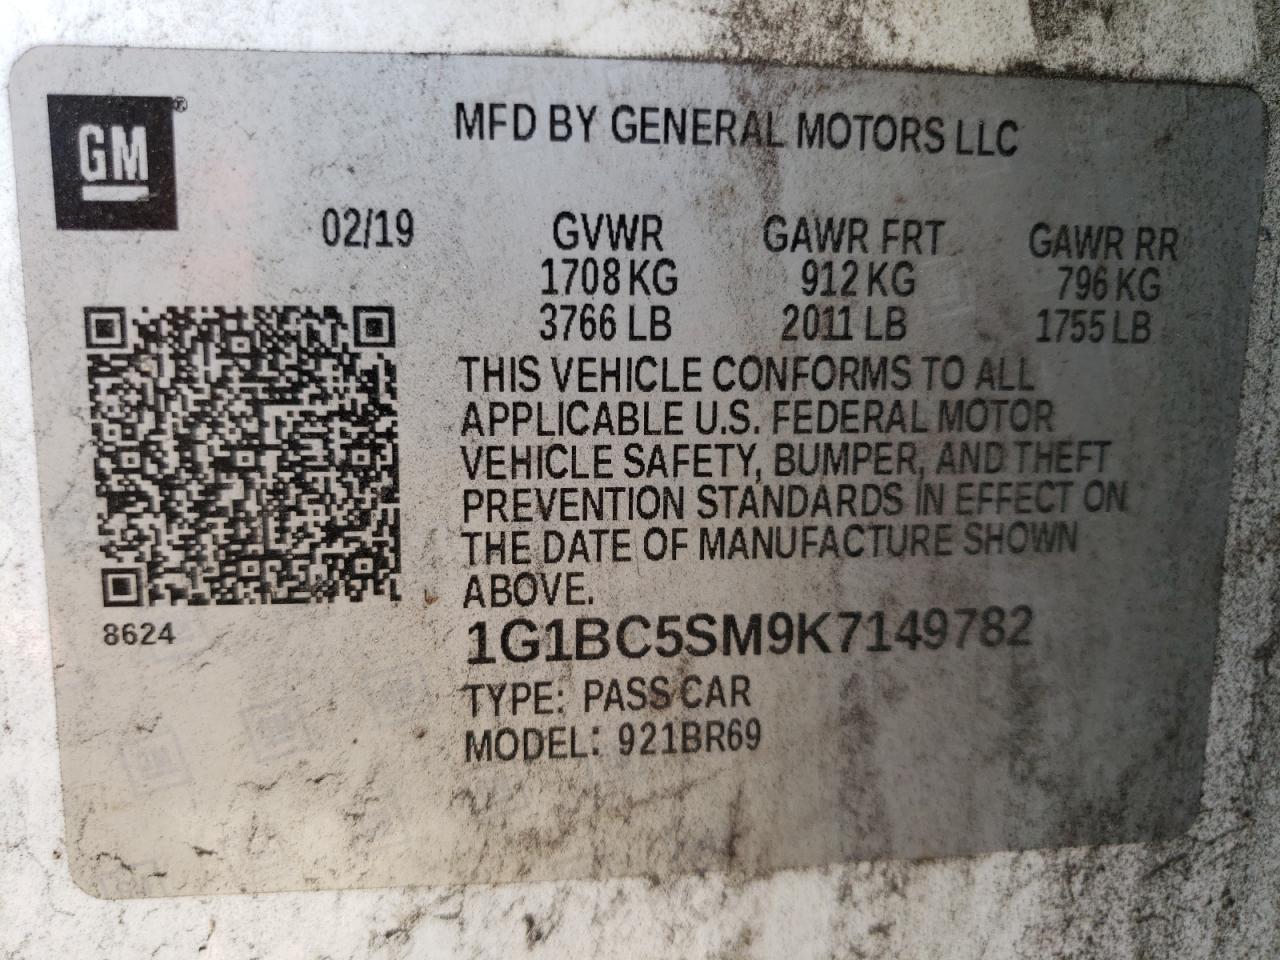 GM®
MFD BY GENERAL MOTORS LLC
02/19 GVWR GAWR FRT GAWR RR
1708 KG 912 KG 796 KG
3766 LB 2011 LB 1755 LB
THIS VEHICLE CONFORMS TO ALL
APPLICABLE U.S. FEDERAL MOTOR
VEHICLE SAFETY, BUMPER, AND THEFT
PREVENTION STANDARDS IN EFFECT ON
THE DATE OF MANUFACTURE SHOWN
ABOVE.
8624
1G1BC5SM9K7149782
TYPE: PASS CAR
MODEL: 921BR69